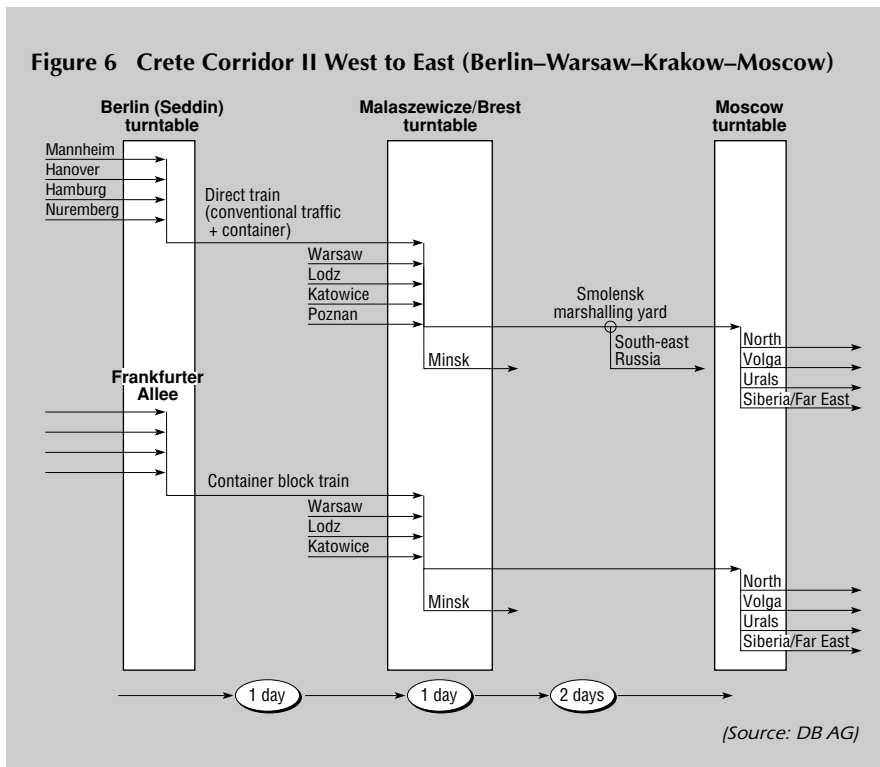 Figure 6 Crete Corridor II West to East (Berlin–Warsaw–Krakow–Moscow)
Berlin (Seddin)
turntable
Malaszewicze/Brest
turntable
Moscow
turntable
Mannheim
Hanover
Hamburg
Nuremberg
Direct train
(conventional traffic
+ container)
Warsaw
Lodz
Katowice
Poznan
Minsk
Smolensk
marshalling yard
South-east
Russia
North
Volga
Urals
Siberia/Far East
Frankfurter
Allee
Container block train
Warsaw
Lodz
Katowice
Minsk
North
Volga
Urals
Siberia/Far East
1 day
1 day
2 days
(Source: DB AG)